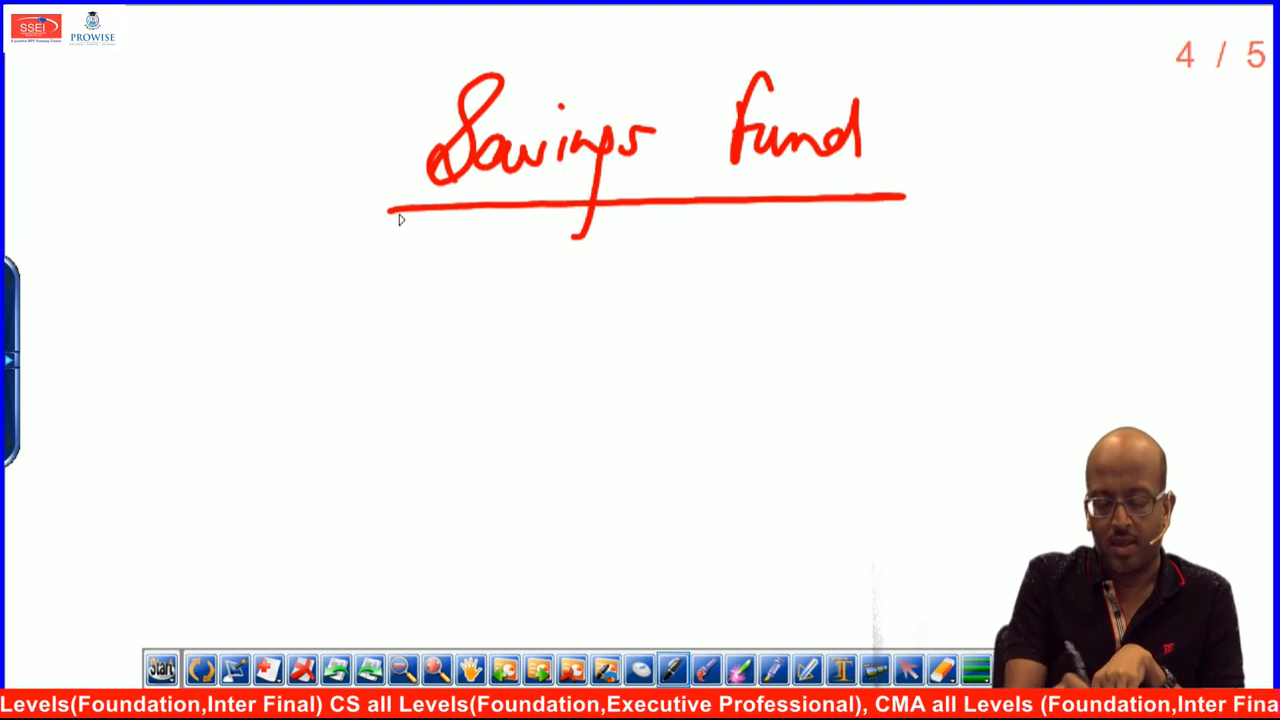 SSEI
PROWISE
4 / 5
Savings Fund
Start
Levels(Foundation,Inter Final) CS all Levels(Foundation,Executive Professional), CMA all Levels (Foundation,Inter Fina